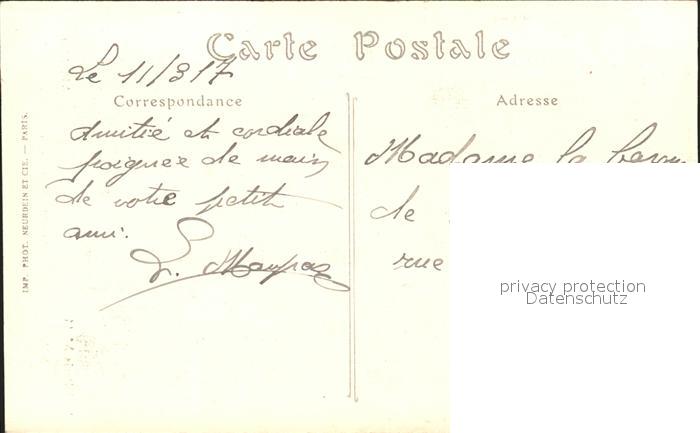 Carte Postale
Le 11/3 17
Correspondance
Adresse
Amitié et cordiale
poignée de main
de votre petit
ami.
L.
Madame la
de
rue
IMP. PHOT. NEURDEIN ET CIE. — PARIS.
privacy protection
Datenschutz